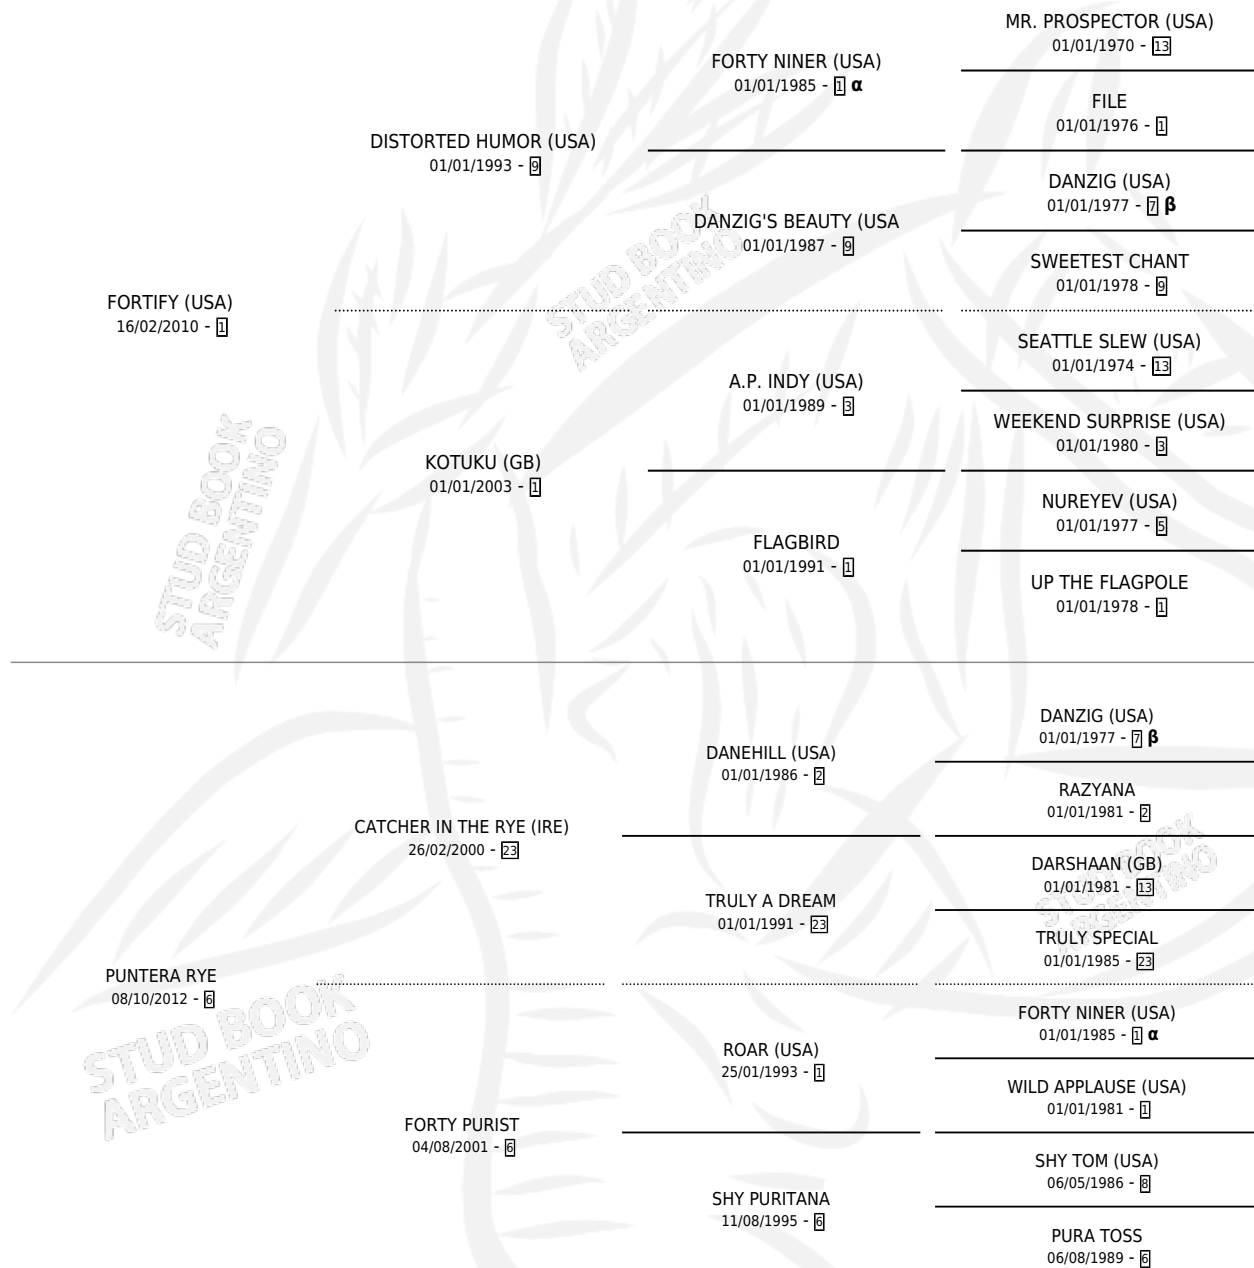 MR. PROSPECTOR (USA)
01/01/1970 - 13
FORTY NINER (USA)
01/01/1985 - 1 α
FILE
01/01/1976 - 1
DISTORTED HUMOR (USA)
01/01/1993 - 9
DANZIG (USA)
01/01/1977 - 7 β
DANZIG'S BEAUTY (USA
01/01/1987 - 9
SWEETEST CHANT
01/01/1978 - 9
FORTIFY (USA)
16/02/2010 - 1
SEATTLE SLEW (USA)
01/01/1974 - 13
A.P. INDY (USA)
01/01/1989 - 3
WEEKEND SURPRISE (USA)
01/01/1980 - 3
KOTUKU (GB)
01/01/2003 - 1
NUREYEV (USA)
01/01/1977 - 5
FLAGBIRD
01/01/1991 - 1
UP THE FLAGPOLE
01/01/1978 - 1
DANZIG (USA)
01/01/1977 - 7 β
DANEHILL (USA)
01/01/1986 - 2
RAZYANA
01/01/1981 - 2
CATCHER IN THE RYE (IRE)
26/02/2000 - 23
DARSHAAN (GB)
01/01/1981 - 13
TRULY A DREAM
01/01/1991 - 23
TRULY SPECIAL
01/01/1985 - 23
PUNTERA RYE
08/10/2012 - 6
FORTY NINER (USA)
01/01/1985 - 1 α
ROAR (USA)
25/01/1993 - 1
WILD APPLAUSE (USA)
01/01/1981 - 1
FORTY PURIST
04/08/2001 - 6
SHY TOM (USA)
06/05/1986 - 8
SHY PURITANA
11/08/1995 - 6
PURA TOSS
06/08/1989 - 6
STUD BOOK
ARGENTINO
STUD BOOK
ARGENTINO
STUD BOOK
ARGENTINO
STUD BOOK
ARGENTINO